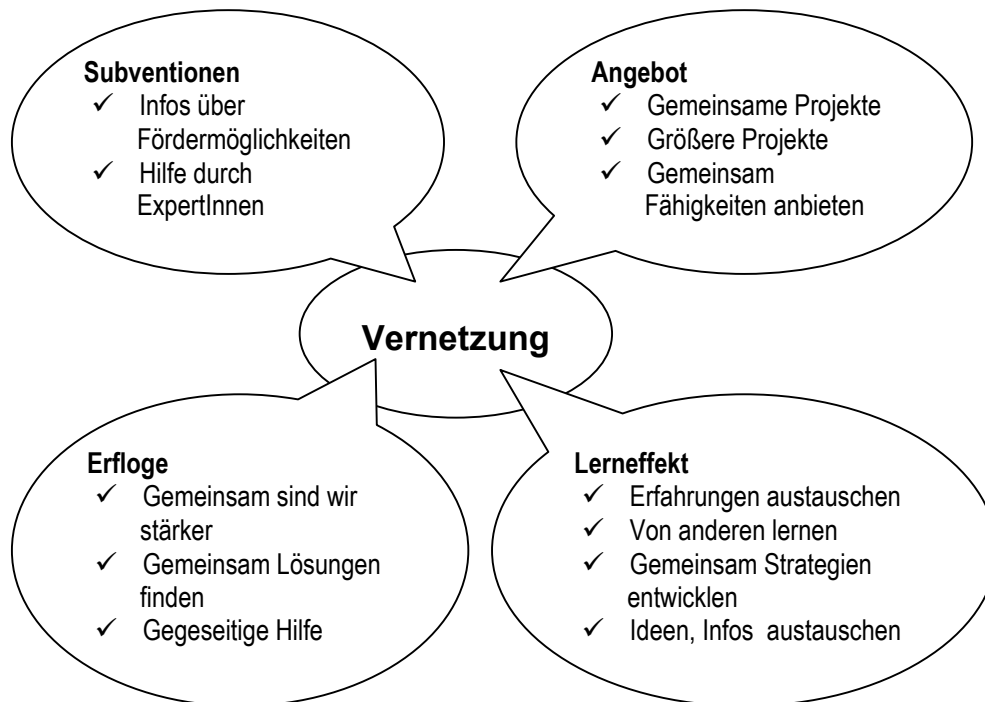 Subventionen
✓ Infos über
Fördermöglichkeiten
✓ Hilfe durch
ExpertInnen
Angebot
✓ Gemeinsame Projekte
✓ Größere Projekte
✓ Gemeinsam
Fähigkeiten anbieten
Vernetzung
Erfloge
✓ Gemeinsam sind wir
stärker
✓ Gemeinsam Lösungen
finden
✓ Gegeseitige Hilfe
Lerneffekt
✓ Erfahrungen austauschen
✓ Von anderen lernen
✓ Gemeinsam Strategien
entwicklen
✓ Ideen, Infos austauschen